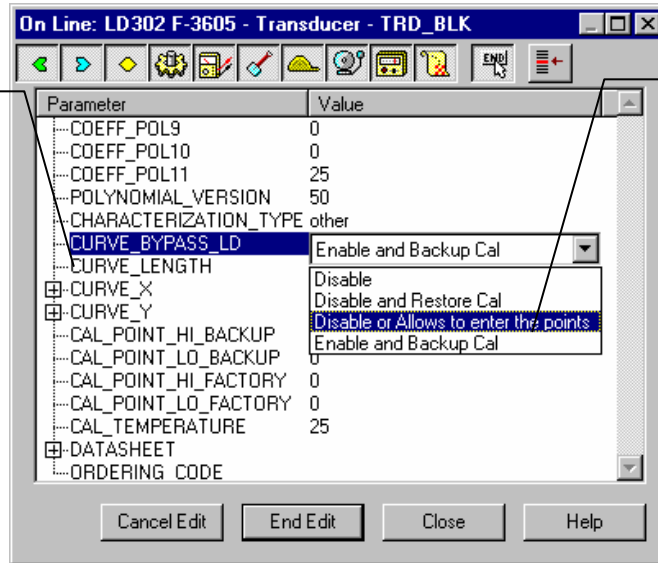 On Line: LD302 F-3605 - Transducer - TRD_BLK
END!
Parameter Value
COEFF_POL9 0
COEFF_POL10 0
COEFF_POL11 25
POLYNOMIAL_VERSION 50
CHARACTERIZATION_TYPE other
CURVE_BYPASS_LD Enable and Backup Cal
CURVE_LENGTH Disable
CURVE_X Disable and Restore Cal
CURVE_Y Disable or Allows to enter the points
CAL_POINT_HI_BACKUP Enable and Backup Cal
CAL_POINT_LO_BACKUP 0
CAL_POINT_HI_FACTORY 0
CAL_POINT_LO_FACTORY 0
CAL_TEMPERATURE 25
DATASHEET
ORDERING_CODE
Cancel Edit End Edit Close Help